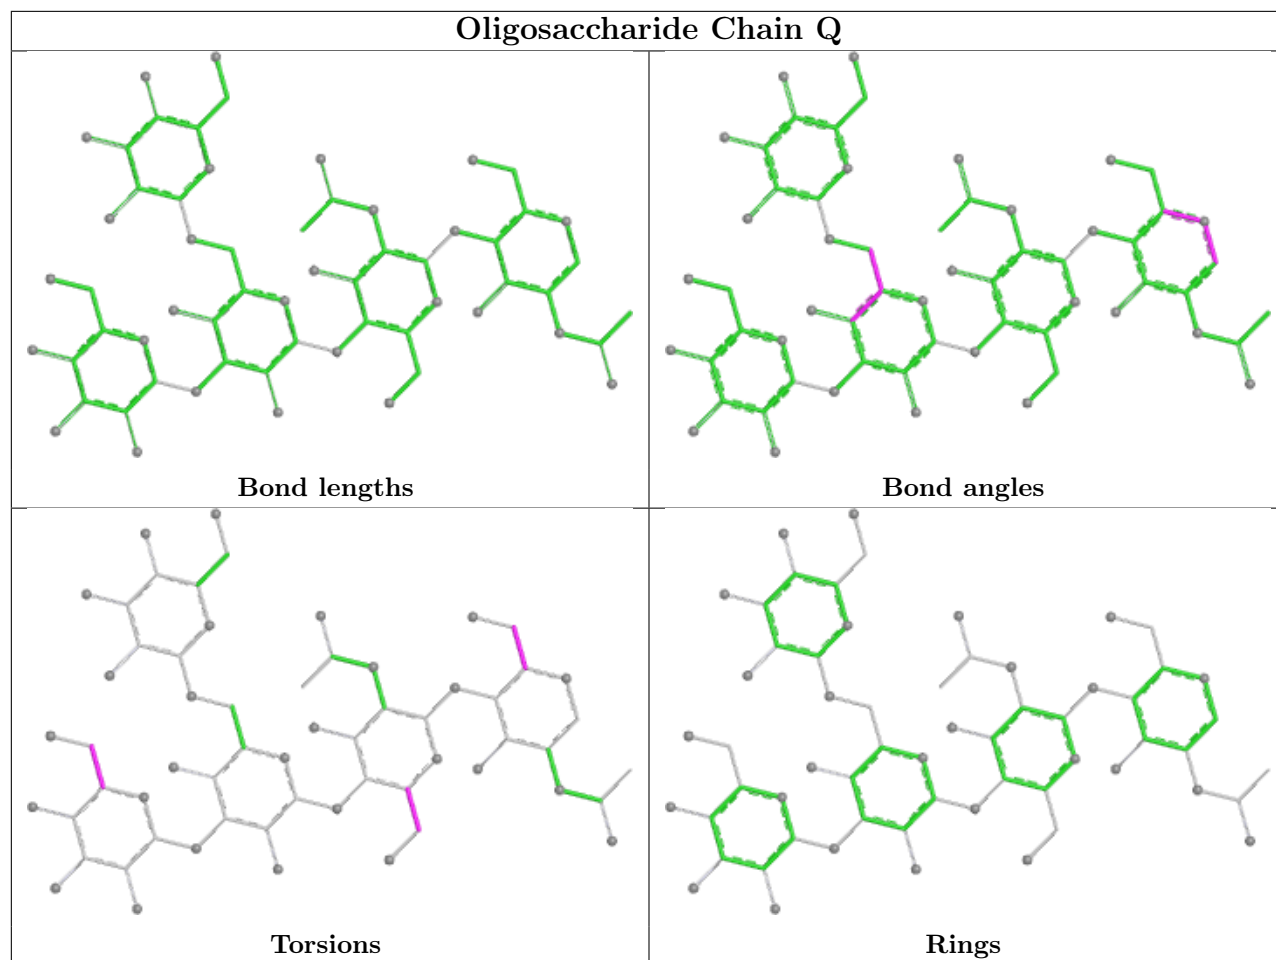 Oligosaccharide Chain Q
Bond lengths
Bond angles
Torsions
Rings